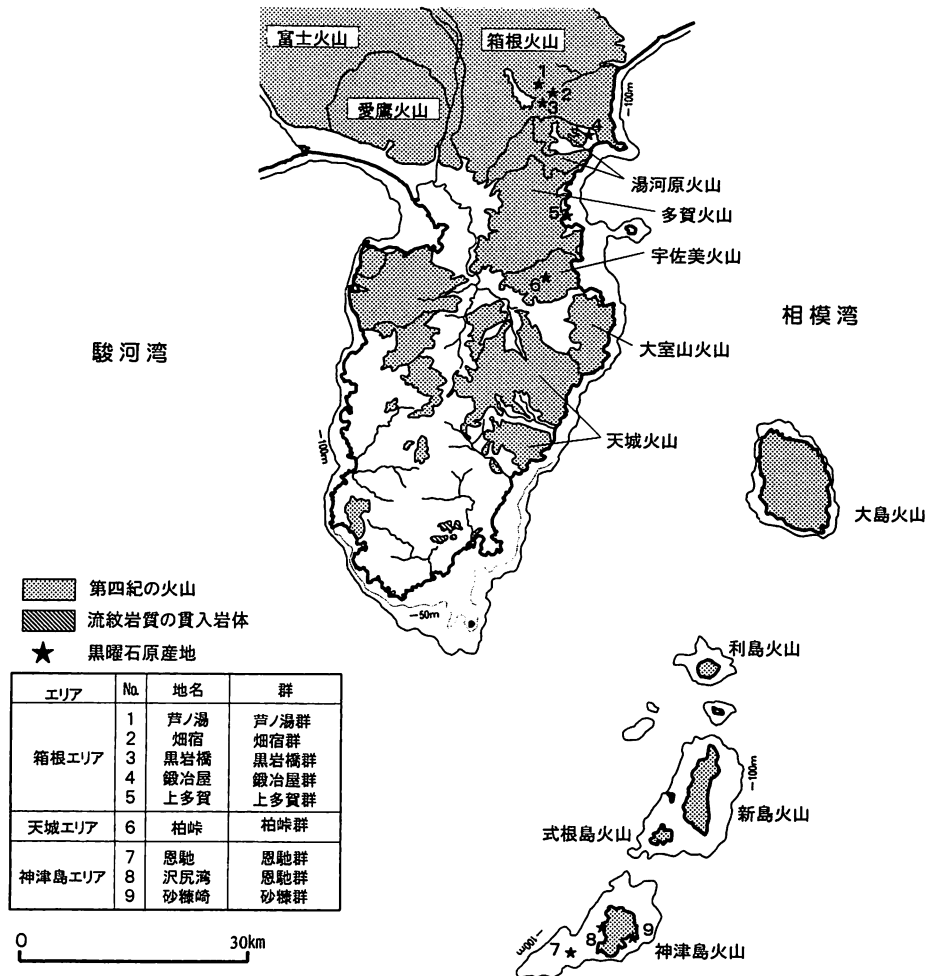 富士火山
箱根火山
愛鷹火山
1
2
3
4
-100m
湯河原火山
多賀火山
5
宇佐美火山
6
相模湾
駿河湾
大室山火山
天城火山
-100m
大島火山
-50m
第四紀の火山
流紋岩質の貫入岩体
黒曜石原産地
利島火山
エリア No. 地名 群
箱根エリア
1 芦ノ湯 芦ノ湯群
2 畑宿 畑宿群
3 黒岩橋 黒岩橋群
4 鍛冶屋 鍛冶屋群
5 上多賀 上多賀群
天城エリア 6 柏峠 柏峠群
神津島エリア
7 恩馳 恩馳群
8 沢尻湾 恩馳群
9 砂糠崎 砂糠群
-100m
新島火山
式根島火山
-100m
7
8
9
神津島火山
0 30km